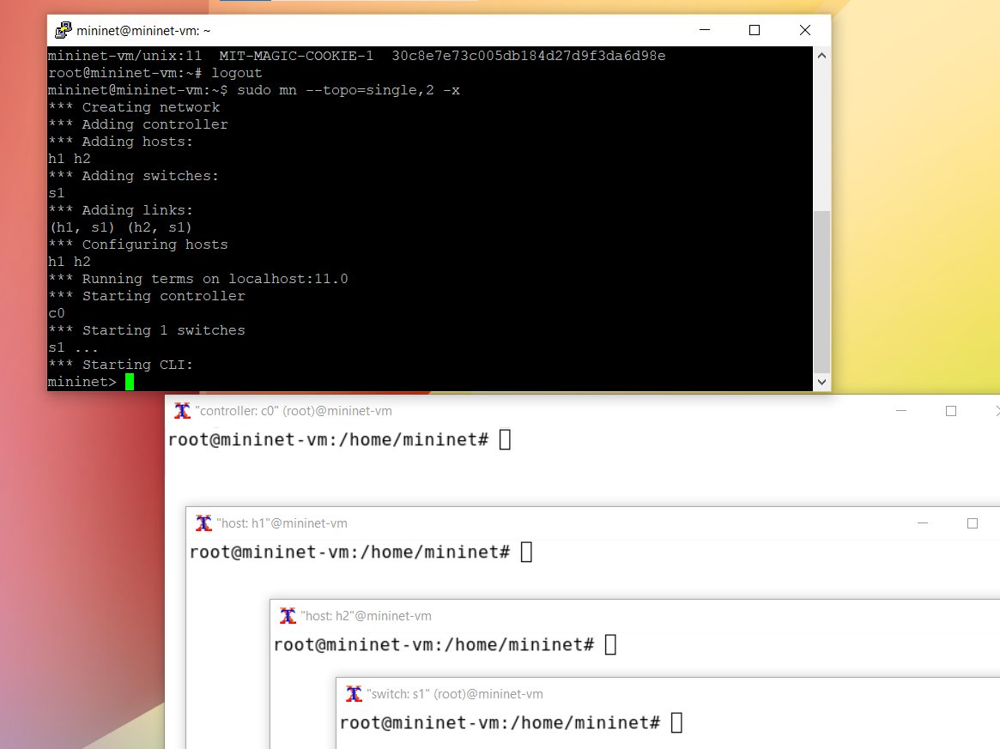 mininet@mininet-vm: ~
mininet-vm/unix:11  MIT-MAGIC-COOKIE-1  30c8e7e73c005db184d27d9f3da6d98e
root@mininet-vm:~# logout
mininet@mininet-vm:~$ sudo mn --topo=single,2 -x
*** Creating network
*** Adding controller
*** Adding hosts:
h1 h2
*** Adding switches:
s1
*** Adding links:
(h1, s1) (h2, s1)
*** Configuring hosts
h1 h2
*** Running terms on localhost:11.0
*** Starting controller
c0
*** Starting 1 switches
s1 ...
*** Starting CLI:
mininet>
"controller: c0" (root)@mininet-vm
root@mininet-vm:/home/mininet#
"host: h1"@mininet-vm
root@mininet-vm:/home/mininet#
"host: h2"@mininet-vm
root@mininet-vm:/home/mininet#
"switch: s1" (root)@mininet-vm
root@mininet-vm:/home/mininet#